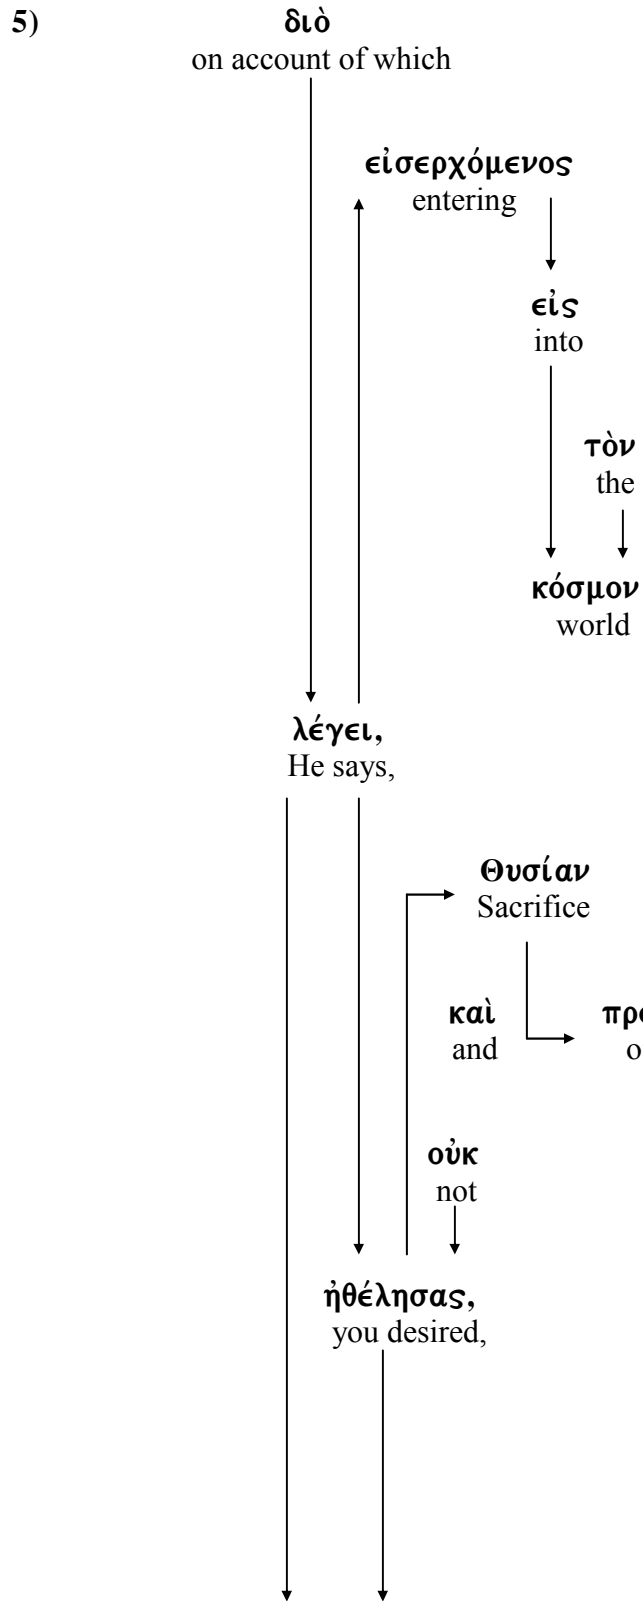 5) διὸ
on account of which
εἰσερχόμενος
entering
εἰς
into
τὸν
the
κόσμον
world
λέγει,
He says,
Θυσίαν
Sacrifice
καὶ
and
οὐκ
not
ἠθέλησας,
you desired,